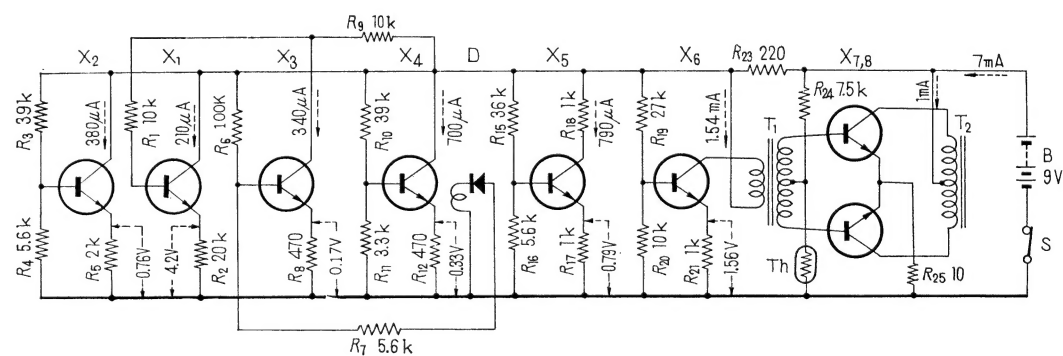 R9 10k
X2
X1
X3
X4
D
X5
X6
R23 220
X7,8
7mA
R3 39k
380μA
R1 10k
210μA
R6 100K
340μA
R10 39k
700μA
R15 36k
R18 1k
790μA
R19 27k
1.54mA
R24 7.5k
1mA
T1
T2
B
9V
R4 5.6k
R5 2k
0.76V
4.2V
R2 20k
R8 470
0.17V
R11 3.3k
R12 470
0.33V
R16 5.6k
R17 1k
0.79V
R20 10k
R21 1k
1.56V
Th
R25 10
S
R7 5.6k